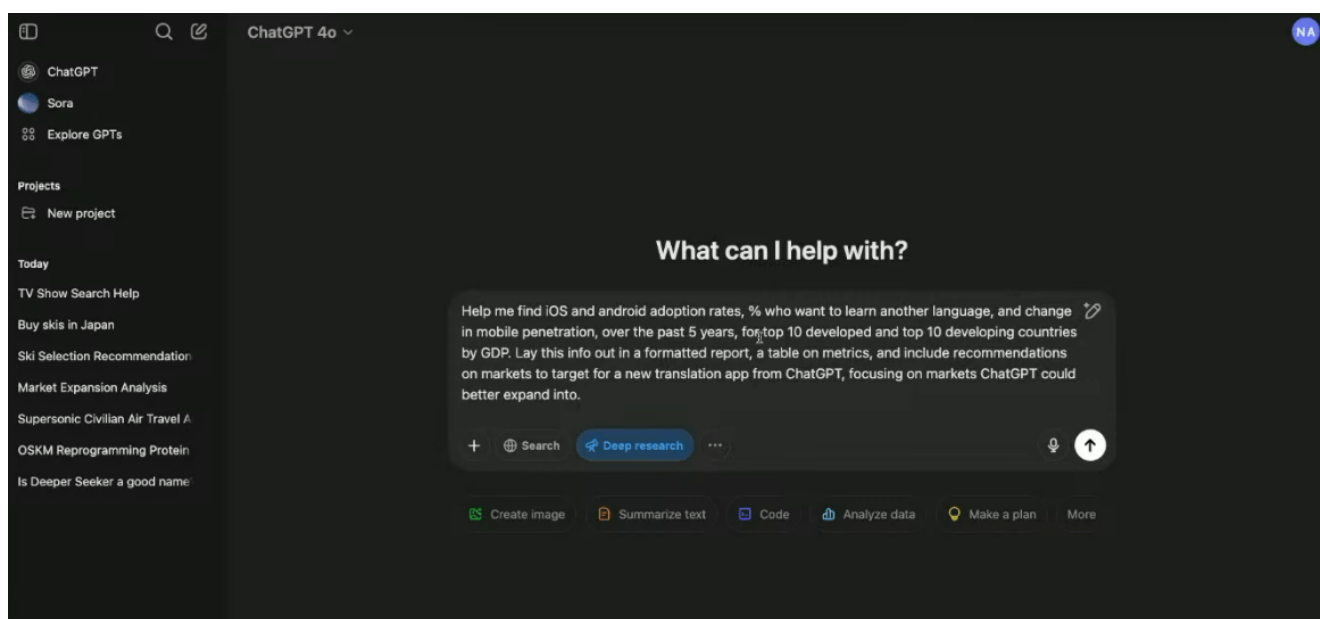 ChatGPT 4o
NA
ChatGPT
Sora
Explore GPTs
Projects
New project
Today
TV Show Search Help
Buy skis in Japan
Ski Selection Recommendation
Market Expansion Analysis
Supersonic Civilian Air Travel A
OSKM Reprogramming Protein
Is Deeper Seeker a good name
What can I help with?
Help me find iOS and android adoption rates, % who want to learn another language, and change
in mobile penetration, over the past 5 years, for top 10 developed and top 10 developing countries
by GDP. Lay this info out in a formatted report, a table on metrics, and include recommendations
on markets to target for a new translation app from ChatGPT, focusing on markets ChatGPT could
better expand into.
Search
Deep research
Create image
Summarize text
Code
Analyze data
Make a plan
More